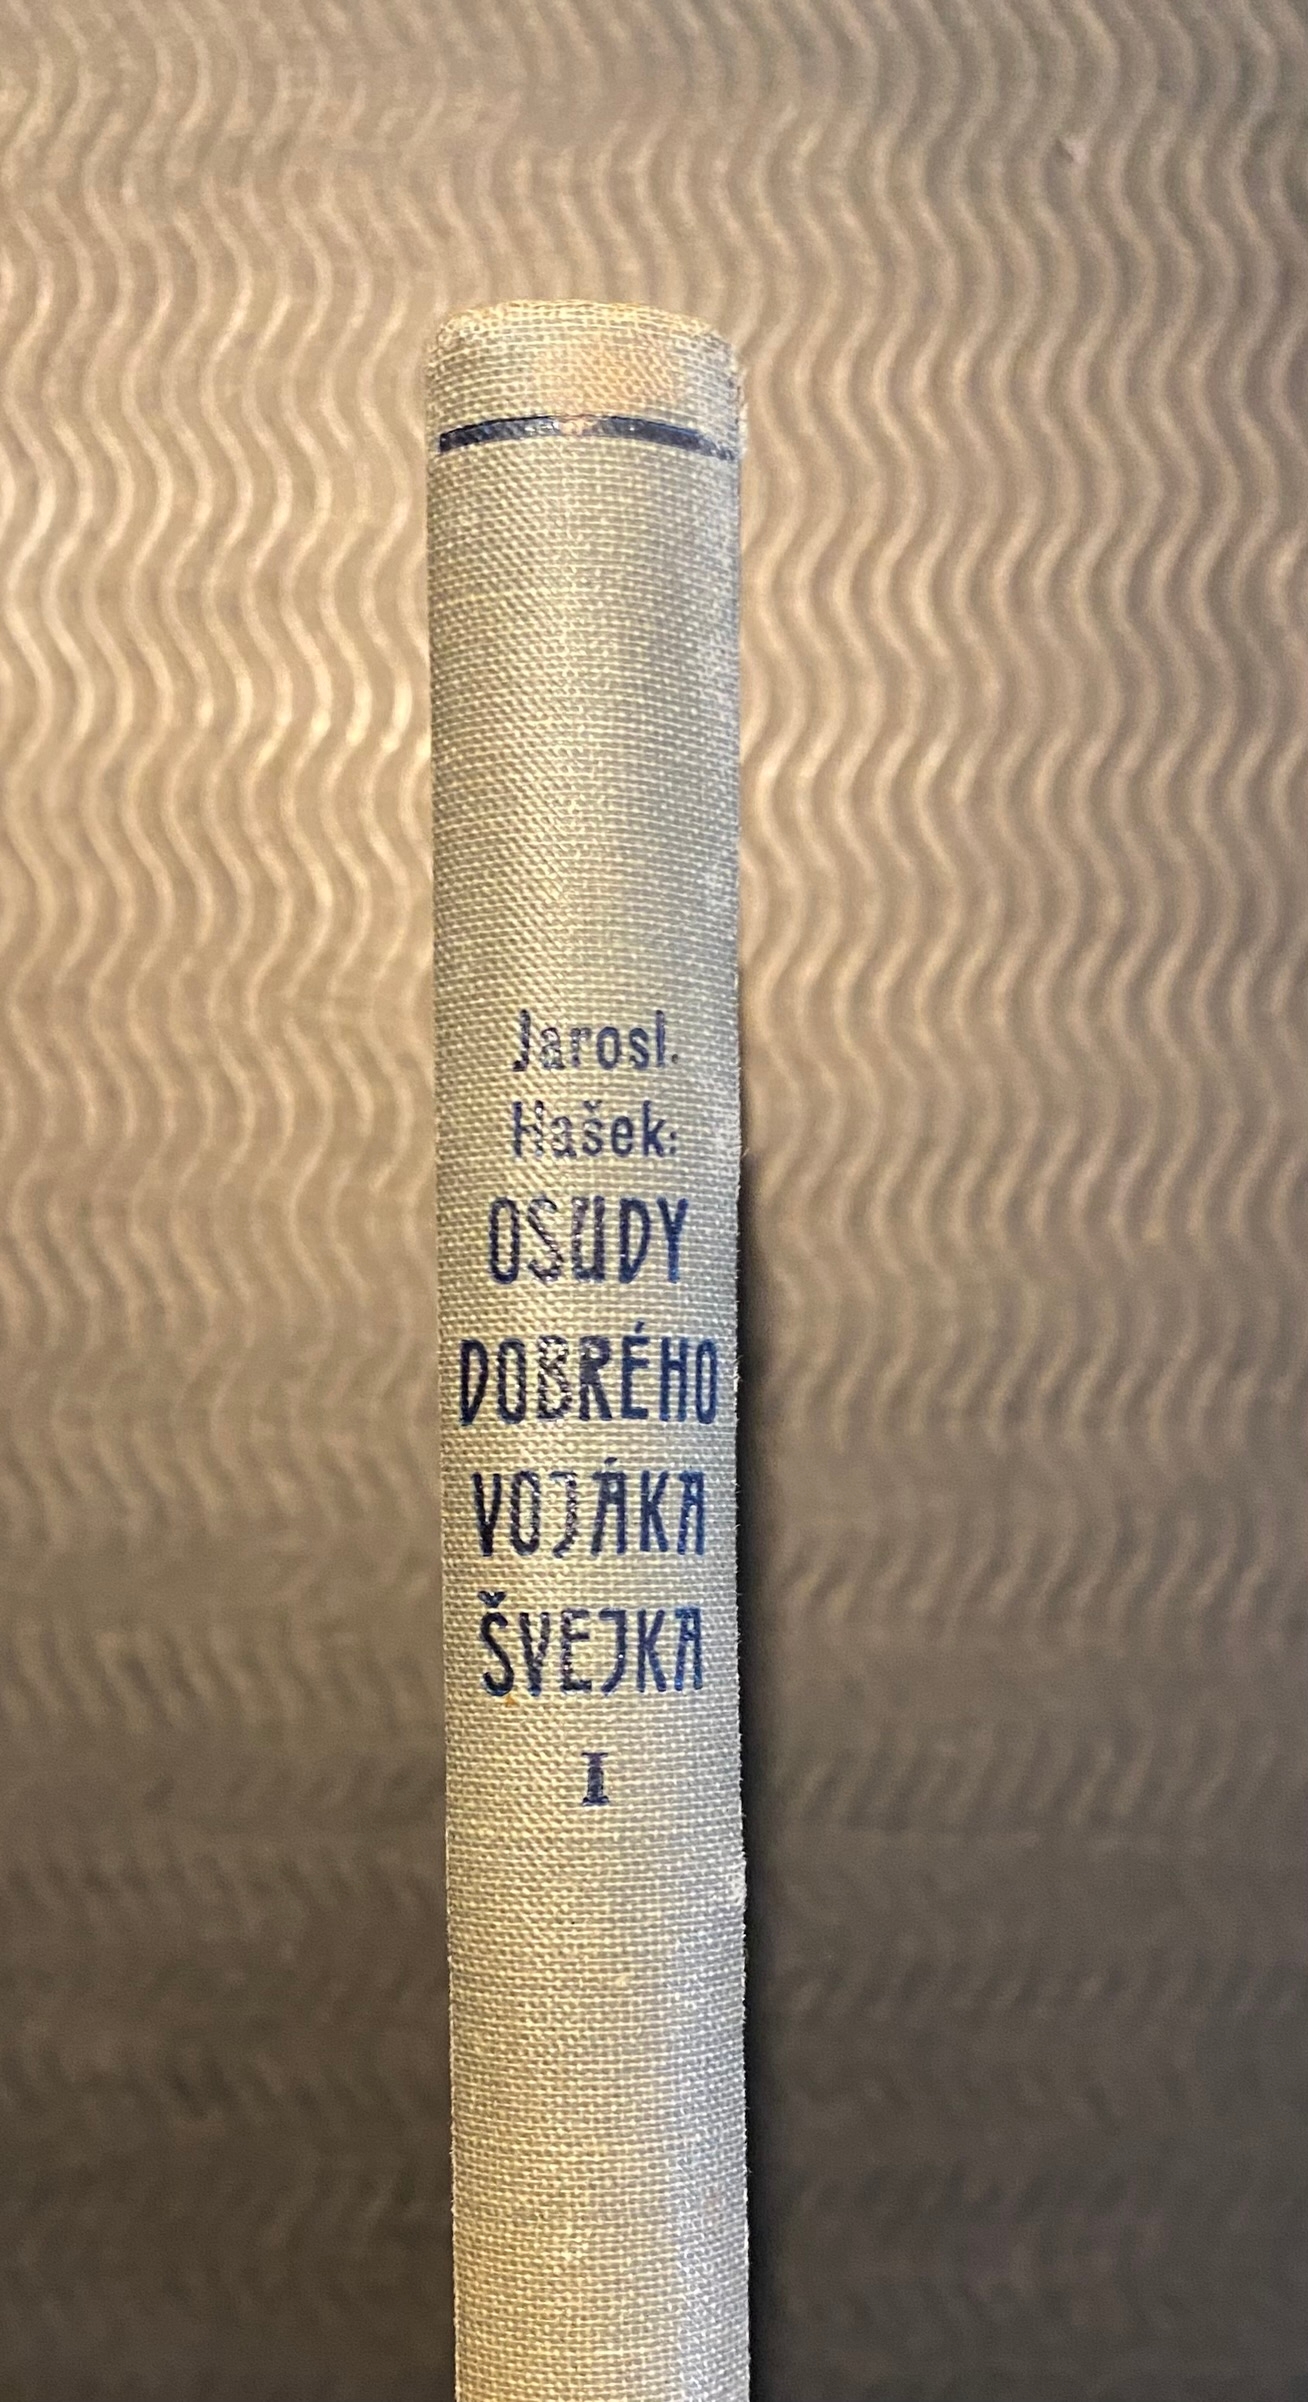 Jarosl.
Hašek:
OSUDY
DOBRÉHO
VOJÁKA
ŠVEJKA
I